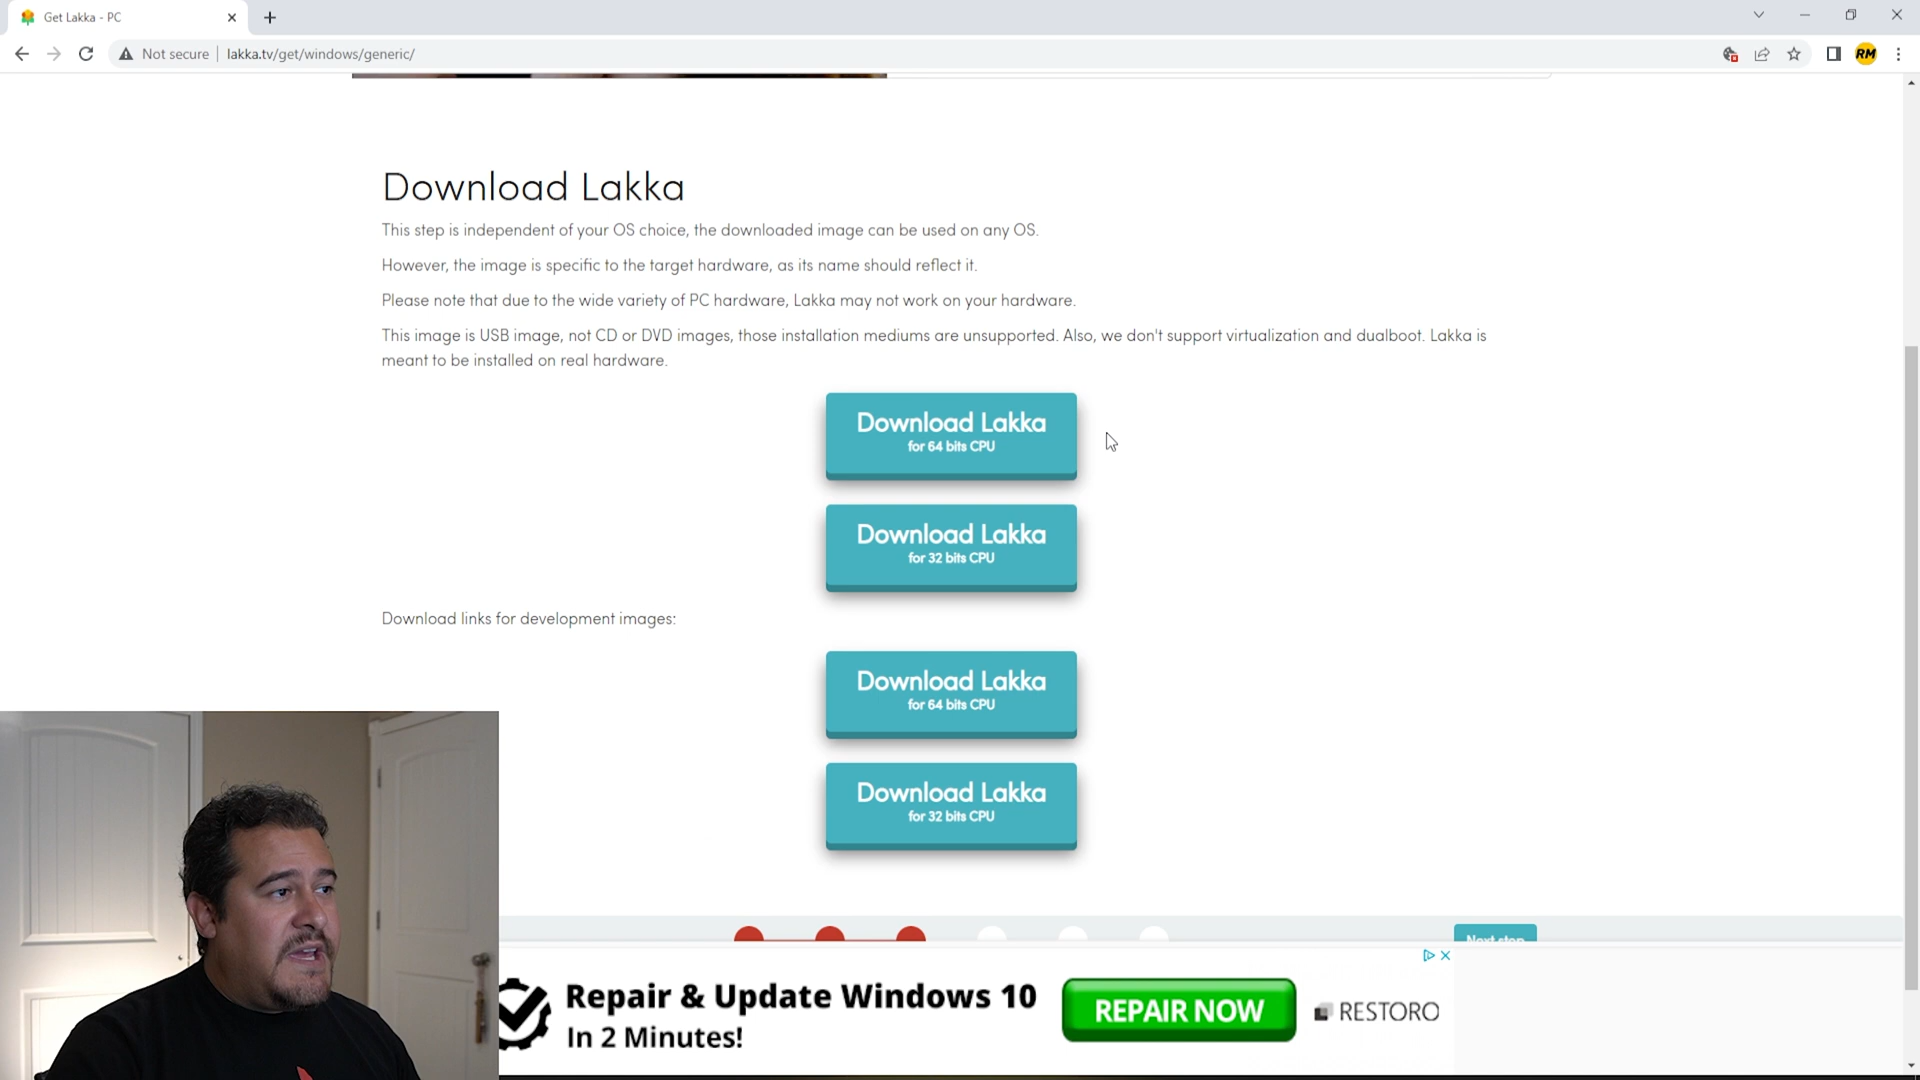 Get Lakka - PC
Not secure
lakka.tv/get/windows/generic/
RM
Download Lakka
This step is independent of your OS choice, the downloaded image can be used on any OS.
However, the image is specific to the target hardware, as its name should reflect it.
Please note that due to the wide variety of PC hardware, Lakka may not work on your hardware.
This image is USB image, not CD or DVD images, those installation mediums are unsupported. Also, we don't support virtualization and dualboot. Lakka is
meant to be installed on real hardware.
Download Lakka
for 64 bits CPU
Download Lakka
for 32 bits CPU
Download links for development images:
Download Lakka
for 64 bits CPU
Download Lakka
for 32 bits CPU
Next step
Repair & Update Windows 10
In 2 Minutes!
REPAIR NOW
RESTORO